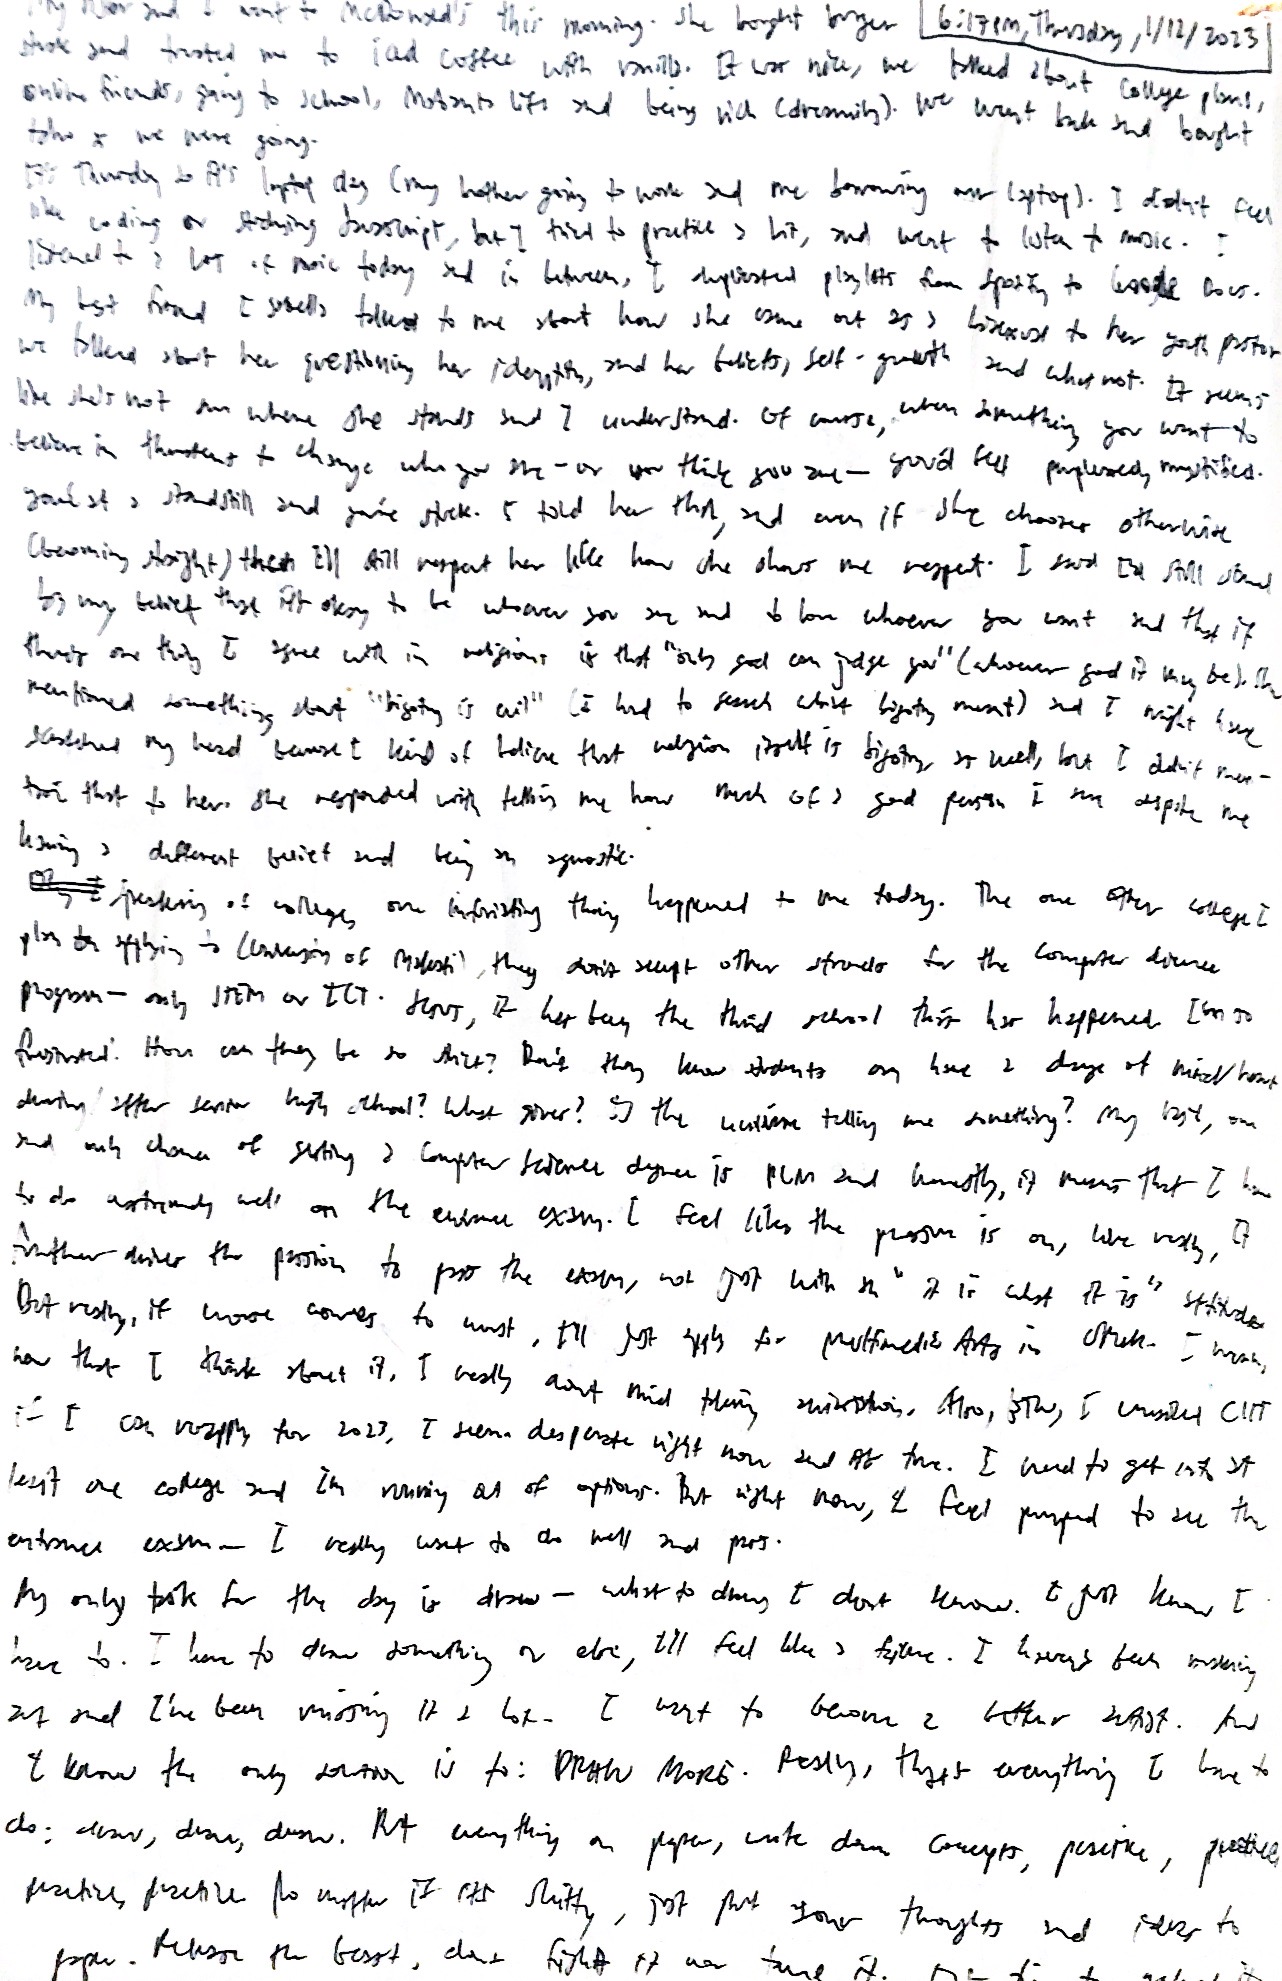 My sister and I went to McDonald's this morning. She bought burger
6:17PM, Thursday, 1/12/2023
steak and treated me to iced coffee with vanilla. It was nice, we talked about college plans,
online friends, going to school, life and being rich (dreamily). We went back and bought
we were going.
It's Thursday so it's laptop day (my brother going to work and me borrowing our laptop). I didn't feel
like coding or studying Javascript, but I tried to practice a bit, and went to listen to music. I
listened to a lot of music today and in between, I duplicated playlists from Spotify to Google Docs.
My best friend talked to me about how she came out as a bisexual to her youth pastor
we talked about her questioning her identity, and her beliefs, self-growth and whatnot. It seems
like she's not sure where she stands and I understand. Of course, when something you want to
believe in threatens to change who you are — or you think you are — you'd feel perplexed, mystified.
you're at a standstill and you're stuck. I told her that, and even if she chooses otherwise
(becoming straight) then I'll still respect her like how she shows me respect. I said I'd still stand
by my belief that it's okay to be whoever you are and to love whoever you want and that if
there's one thing I agree with in religions is that "only god can judge you" (whoever god it may be). She
mentioned something about "bigotry is evil" (I had to search what bigotry meant) and I might have
scratched my head because I kind of believe that religion itself is bigotry as well, but I didn't men-
tion that to her. She responded with telling me how much of a good person I am despite me
having a different belief and being an agnostic.
Speaking of colleges, one interesting thing happened to me today. The one other college I
plan on applying to (University of Makati), they don't accept other strands for the computer science
program — only STEM or ICT. Jesus, it has been the third school this has happened. I'm so
frustrated! How can they be so strict? Don't they know students can have a change of mind/heart
during/after senior high school? What gives? Is the universe telling me something? My last, one
and only chance of getting a computer science degree is PLM and honestly, it means that I have
to do extremely well on the entrance exam. I feel like the pressure is on, like really, it
further drives the passion to pass the exam, not just with an "it is what it is" attitude.
But really, if worse comes to worst, I'll just apply for Multimedia Arts in I mean,
now that I think about it, I really don't mind taking animation. Also, btw, I emailed CIIT
if I can reapply for 2023, I seem desperate right now and it's true. I need to get into at
least one college and I'm running out of options. But right now, I feel pumped to ace the
entrance exam — I really want to do well and pass.
My only task for the day is draw — what to draw, I don't know. I just know I
have to. I have to draw something or else, I'll feel like a failure. I haven't been making
art and I've been missing it a lot. I want to become a better artist. And
I know the only solution is to: DRAW MORE. Really, that's everything I have to
do: draw, draw, draw. Put everything on paper, write down concepts, practice, practice
practice, practice no matter if it's shitty, just put your thoughts and ideas to
paper. Release the beast, don't fight it nor tame it.